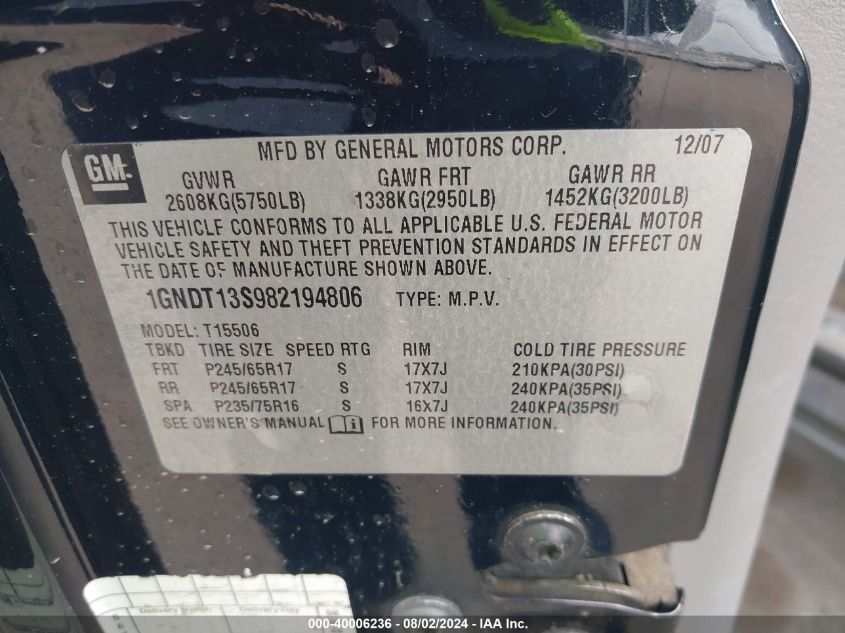 GM
MFD BY GENERAL MOTORS CORP. 12/07
GVWR GAWR FRT GAWR RR
2608KG(5750LB) 1338KG(2950LB) 1452KG(3200LB)
THIS VEHICLE CONFORMS TO ALL APPLICABLE U.S. FEDERAL MOTOR
VEHICLE SAFETY AND THEFT PREVENTION STANDARDS IN EFFECT ON
THE DATE OF MANUFACTURE SHOWN ABOVE.
1GNDT13S982194806 TYPE: M.P.V.
MODEL: T15506
TBKD TIRE SIZE SPEED RTG RIM COLD TIRE PRESSURE
FRT P245/65R17 S 17X7J 210KPA(30PSI)
RR P245/65R17 S 17X7J 240KPA(35PSI)
SPA P235/75R16 S 16X7J 240KPA(35PSI)
SEE OWNER'S MANUAL FOR MORE INFORMATION.
Delivery Month Delivery Day
000-40006236 - 08/02/2024 - IAA Inc.